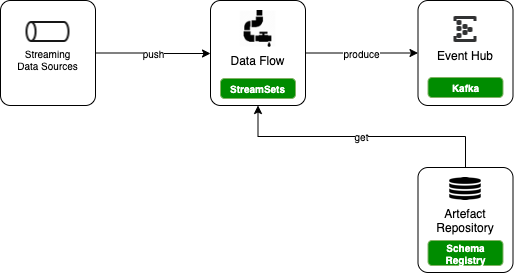 Streaming
Data Sources
push
Data Flow
StreamSets
produce
Event Hub
Kafka
get
Artefact
Repository
Schema
Registry